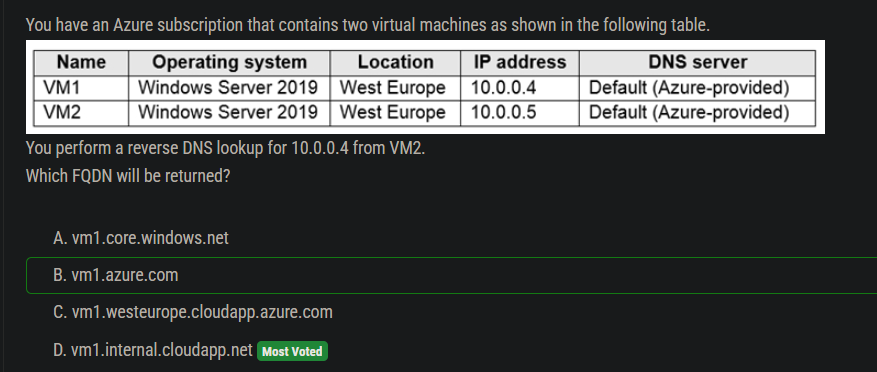 You have an Azure subscription that contains two virtual machines as shown in the following table.
Name Operating system Location IP address DNS server
VM1 Windows Server 2019 West Europe 10.0.0.4 Default (Azure-provided)
VM2 Windows Server 2019 West Europe 10.0.0.5 Default (Azure-provided)
You perform a reverse DNS lookup for 10.0.0.4 from VM2.
Which FQDN will be returned?
A. vm1.core.windows.net
B. vm1.azure.com
C. vm1.westeurope.cloudapp.azure.com
D. vm1.internal.cloudapp.net Most Voted